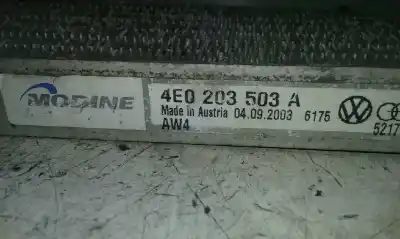 MODINE
4E0 203 503 A
Made in Austria 04.09.2003 6175
AW4
5217